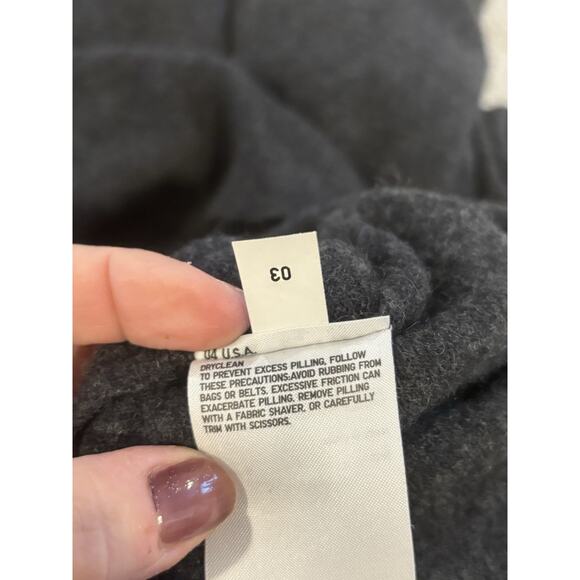 03
04 U.S.A.
DRYCLEAN
TO PREVENT EXCESS PILLING, FOLLOW
THESE PRECAUTIONS:AVOID RUBBING FROM
BAGS OR BELTS. EXCESSIVE FRICTION CAN
EXACERBATE PILLING, REMOVE PILLING
WITH A FABRIC SHAVER, OR CAREFULLY
TRIM WITH SCISSORS.